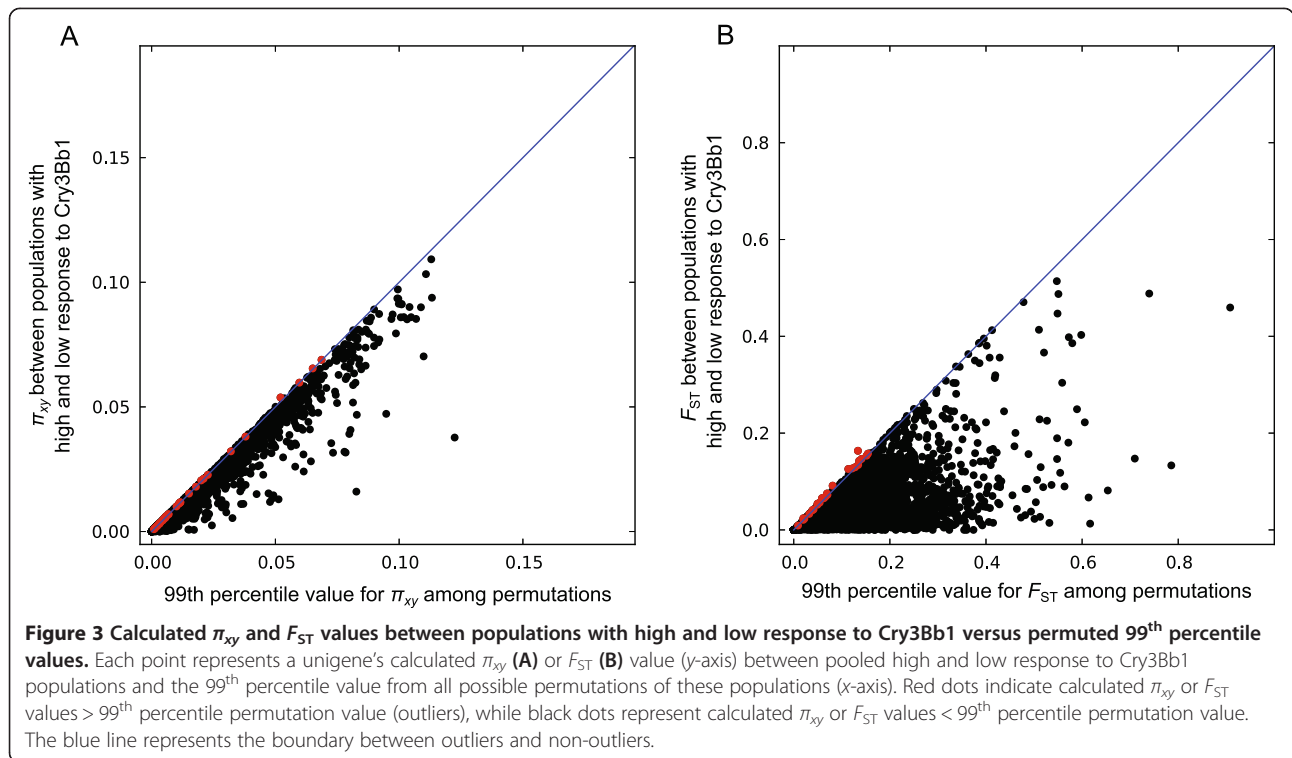 A
B
π_xy between populations with
high and low response to Cry3Bb1
0.15
0.10
0.05
0.00
0.00 0.05 0.10 0.15
99th percentile value for π_xy among permutations
F_ST between populations with
high and low response to Cry3Bb1
0.8
0.6
0.4
0.2
0.0
0.0 0.2 0.4 0.6 0.8
99th percentile value for F_ST among permutations
Figure 3 Calculated π_xy and F_ST values between populations with high and low response to Cry3Bb1 versus permuted 99th percentile
values. Each point represents a unigene's calculated π_xy (A) or F_ST (B) value (y-axis) between pooled high and low response to Cry3Bb1
populations and the 99th percentile value from all possible permutations of these populations (x-axis). Red dots indicate calculated π_xy or F_ST
values > 99th percentile permutation value (outliers), while black dots represent calculated π_xy or F_ST values < 99th percentile permutation value.
The blue line represents the boundary between outliers and non-outliers.